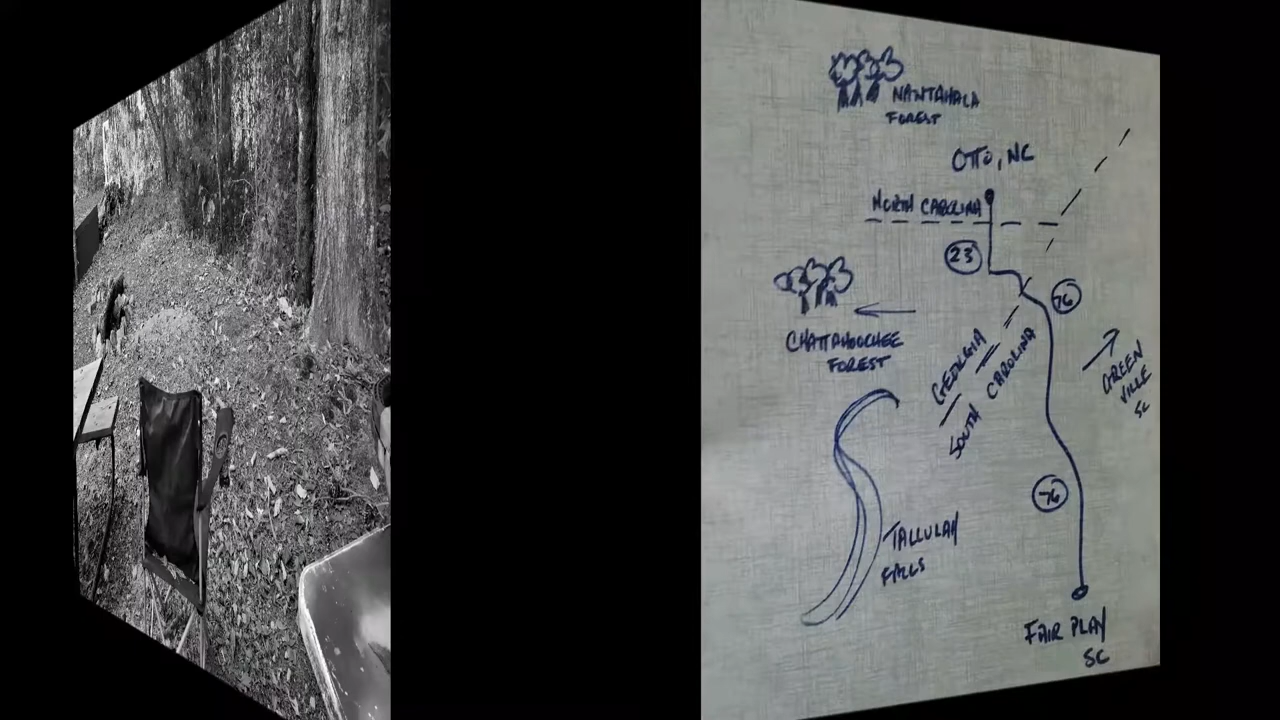 NANTAHALA
FOREST
OTTO, NC
NORTH CAROLINA
23
76
CHATTAHOOCHEE
FOREST
GEORGIA
SOUTH CAROLINA
GREEN
VILLE
SC
76
TALLULAH
FALLS
FAIR PLAY
SC